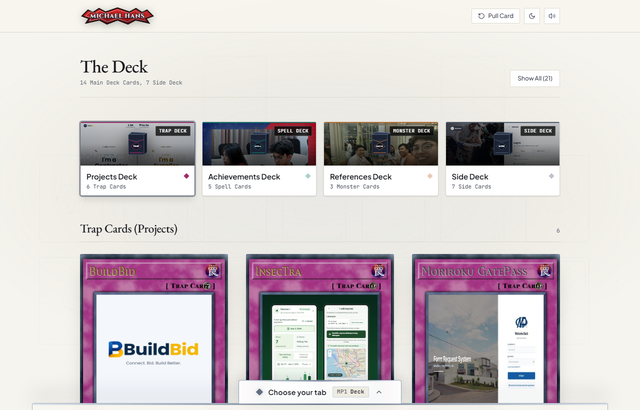 MICHAEL HANS
Pull Card
The Deck
14 Main Deck Cards, 7 Side Deck
Show All (21)
TRAP DECK
SPELL DECK
MONSTER DECK
SIDE DECK
Projects Deck
6 Trap Cards
Achievements Deck
5 Spell Cards
References Deck
3 Monster Cards
Side Deck
7 Side Cards
Trap Cards (Projects)
6
BuildBid
[ Trap Card ]
BuildBid
Connect. Bid. Build Better.
InsecTra
[ Trap Card ]
Moriroku GatePass
[ Trap Card ]
Form Request System
Choose your tab
MP1 Deck